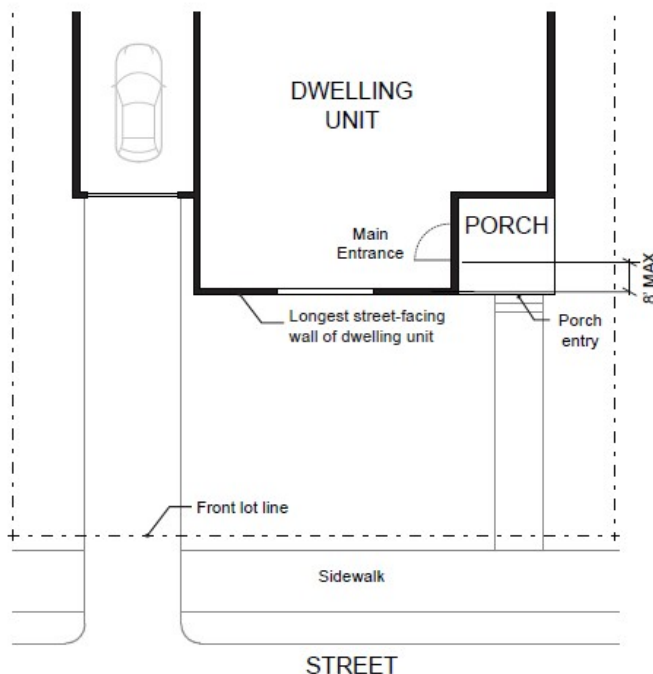 DWELLING
UNIT
PORCH
Main
Entrance
8' MAX
Longest street-facing
wall of dwelling unit
Porch
entry
Front lot line
Sidewalk
STREET